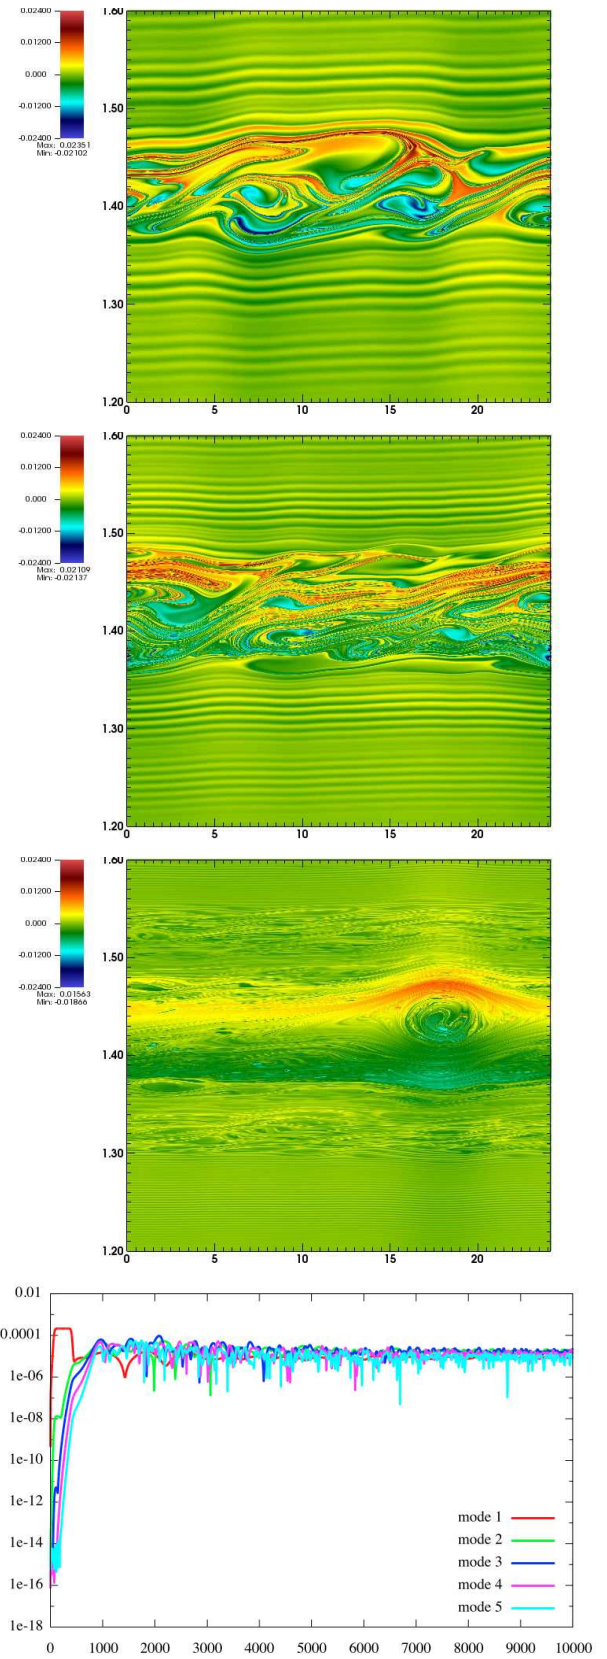 0.02400
0.01200
0.000
-0.01200
-0.02400
Max: 0.02351
Min: -0.02102
1.60
1.50
1.40
1.30
1.20
0 5 10 15 20
0.02400
0.01200
0.000
-0.01200
-0.02400
Max: 0.02109
Min: -0.02137
1.60
1.50
1.40
1.30
1.20
0 5 10 15 20
0.02400
0.01200
0.000
-0.01200
-0.02400
Max: 0.01563
Min: -0.01866
1.60
1.50
1.40
1.30
1.20
0 5 10 15 20
0.01
0.0001
1e-06
1e-08
1e-10
1e-12
1e-14
1e-16
1e-18
mode 1
mode 2
mode 3
mode 4
mode 5
0 1000 2000 3000 4000 5000 6000 7000 8000 9000 10000